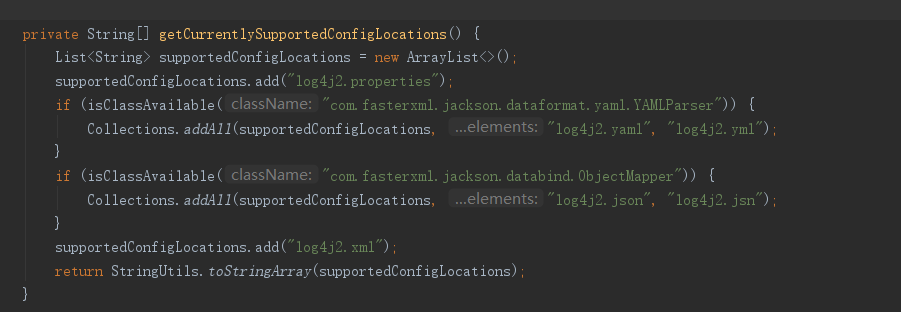 private String[] getCurrentlySupportedConfigLocations() {
List<String> supportedConfigLocations = new ArrayList<>();
supportedConfigLocations.add("log4j2.properties");
if (isClassAvailable( className: "com.fasterxml.jackson.dataformat.yaml.YAMLParser")) {
Collections.addAll(supportedConfigLocations, ...elements: "log4j2.yaml", "log4j2.yml");
}
if (isClassAvailable( className: "com.fasterxml.jackson.databind.ObjectMapper")) {
Collections.addAll(supportedConfigLocations, ...elements: "log4j2.json", "log4j2.jsn");
}
supportedConfigLocations.add("log4j2.xml");
return StringUtils.toStringArray(supportedConfigLocations);
}